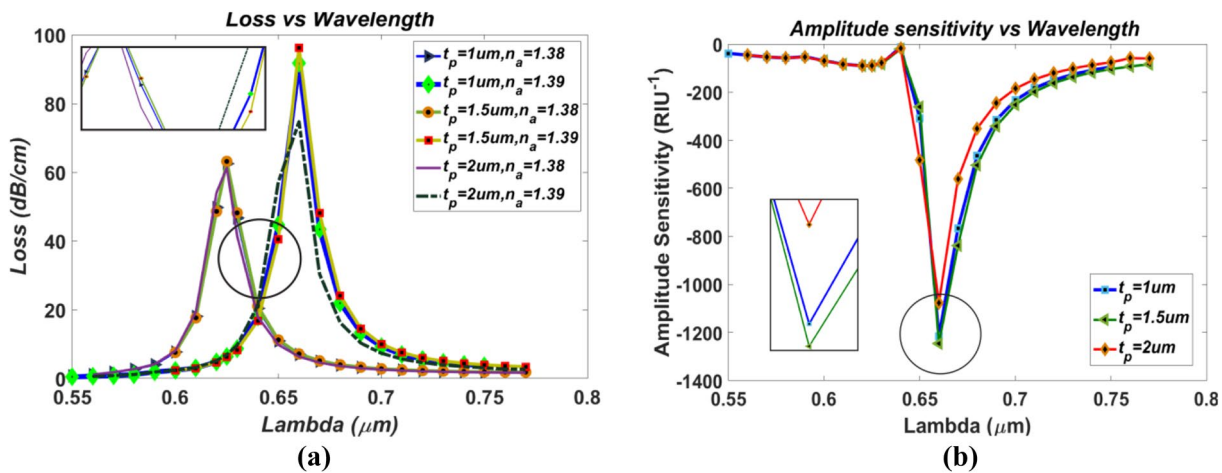 Loss vs Wavelength
100
80
60
40
20
0
Loss (dB/cm)
t_p=1um,n_a=1.38
t_p=1um,n_a=1.39
t_p=1.5um,n_a=1.38
t_p=1.5um,n_a=1.39
t_p=2um,n_a=1.38
t_p=2um,n_a=1.39
0.55 0.6 0.65 0.7 0.75 0.8
Lambda (μm)
(a)
Amplitude sensitivity vs Wavelength
0
-200
-400
-600
-800
-1000
-1200
-1400
Amplitude Sensitivity (RIU⁻¹)
t_p=1um
t_p=1.5um
t_p=2um
0.55 0.6 0.65 0.7 0.75 0.8
Lambda (μm)
(b)